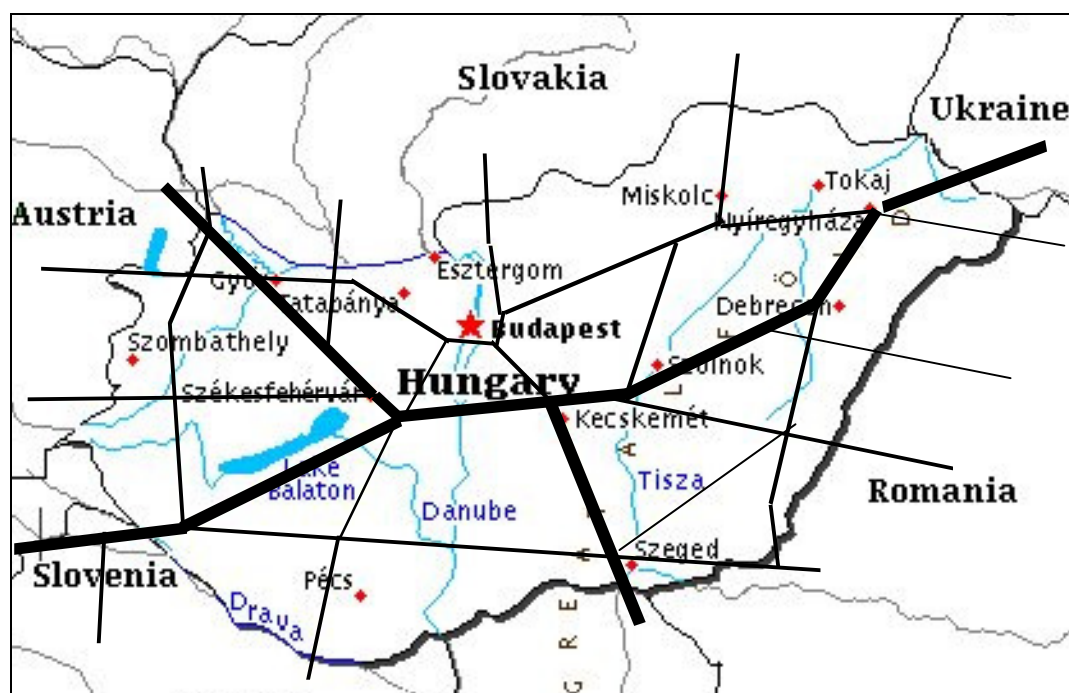 Slovakia
Ukraine
Austria
Miskolc
Tokaj
Nyíregyháza
D
L
Ö
F
L
Győr
Esztergom
Tatabánya
Debrecen
Budapest
Szombathely
Szolnok
Hungary
Székesfehérvár
Kecskemét
A
Lake
Balaton
Tisza
Romania
Danube
Szeged
Slovenia
Pécs
Drava
G R E A T